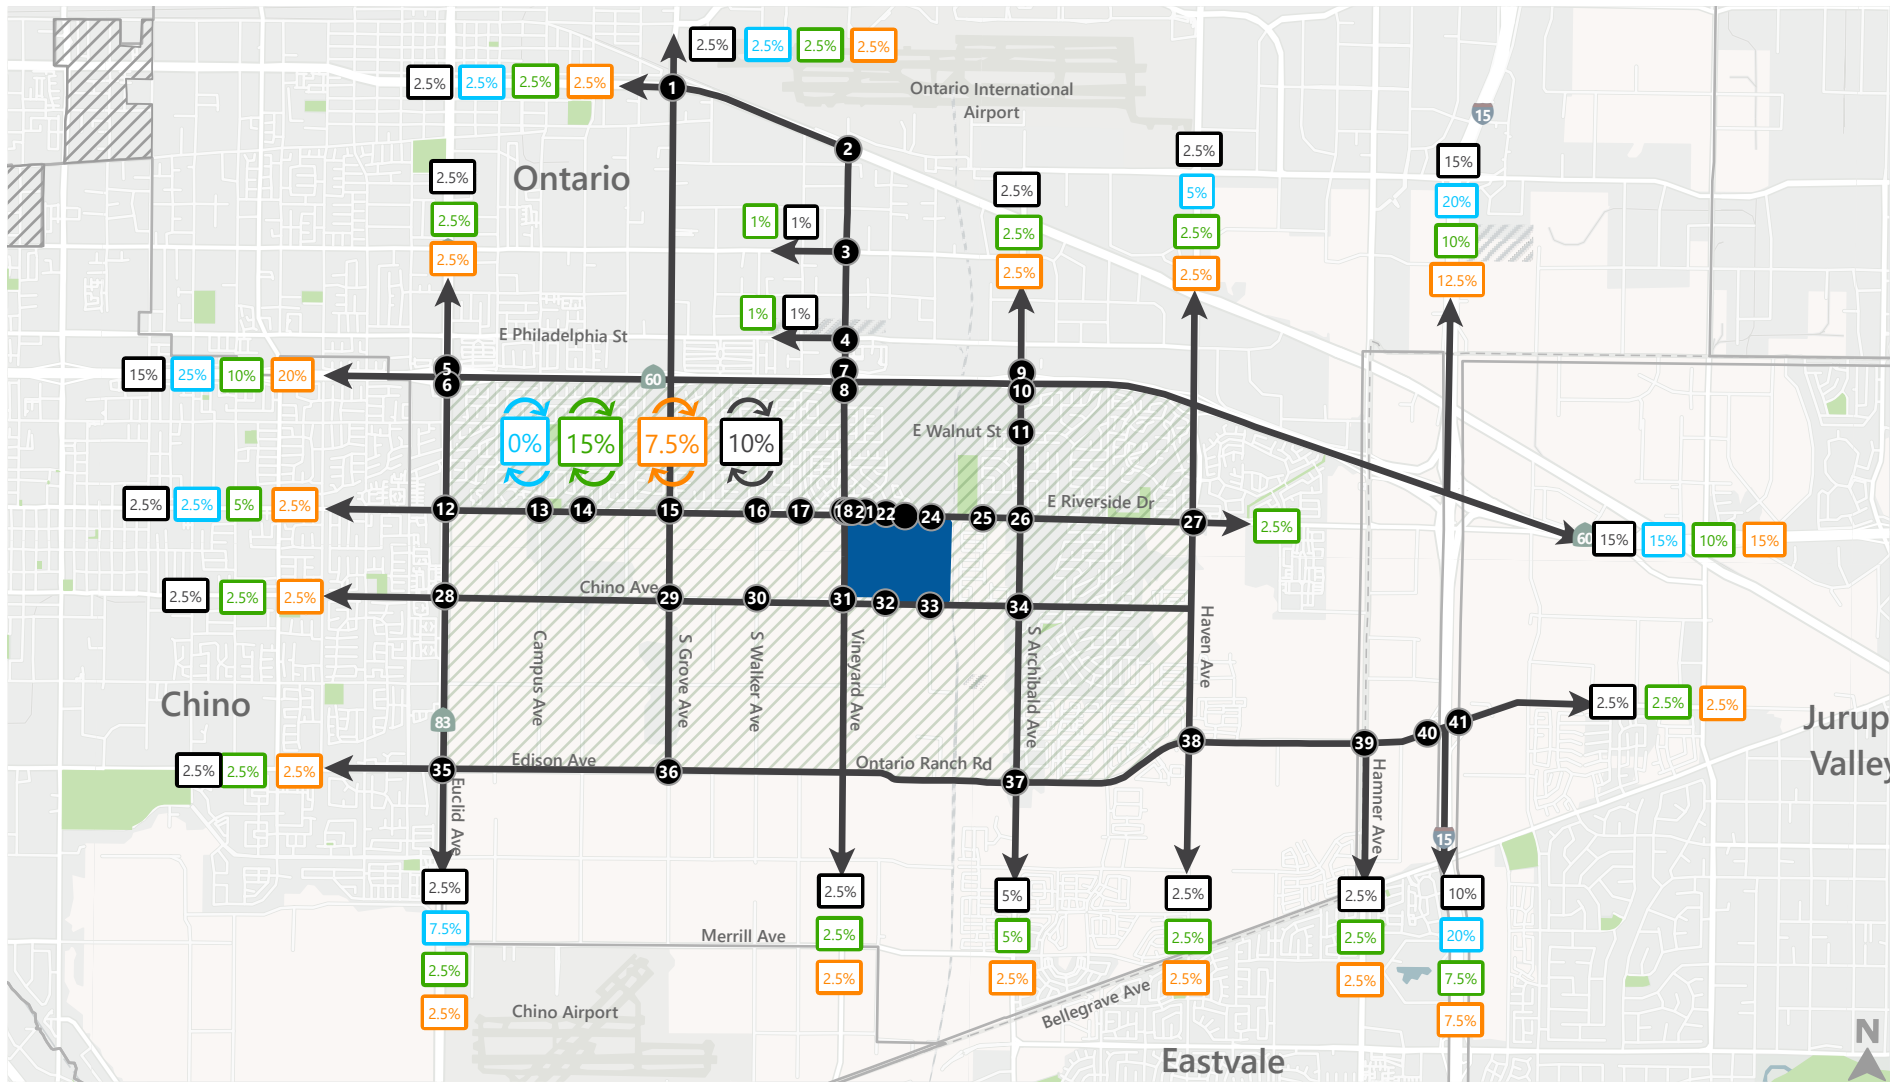 2.5% 2.5% 2.5% 2.5%
2.5% 2.5% 2.5% 2.5%
1
Ontario International
Airport
15
2
2.5%
5%
2.5%
2.5%
15%
20%
10%
12.5%
2.5%
2.5%
2.5%
Ontario
2.5%
2.5%
2.5%
1% 1%
3
1% 1%
4
E Philadelphia St
15% 25% 10% 20%
5
6
60
7
8
9
10
0% 15% 7.5% 10%
E Walnut St
11
2.5% 2.5% 5% 2.5%
12
13
14
15
16
17
18
21
22
24
25
26
E Riverside Dr
27
2.5%
60
15% 15% 10% 15%
2.5% 2.5% 2.5%
28
Chino Ave
29
30
31
32
33
34
Campus Ave
S Grove Ave
S Walker Ave
Vineyard Ave
S Archibald Ave
Haven Ave
Chino
83
2.5% 2.5% 2.5%
Jurup
Valley
38
39
40
41
2.5% 2.5% 2.5%
35
Edison Ave
36
Ontario Ranch Rd
37
Euclid Ave
Hamner Ave
15
2.5%
7.5%
2.5%
2.5%
2.5%
2.5%
2.5%
5%
5%
2.5%
2.5%
2.5%
2.5%
2.5%
2.5%
2.5%
10%
20%
7.5%
7.5%
Merrill Ave
Chino Airport
Bellegrave Ave
Eastvale
N